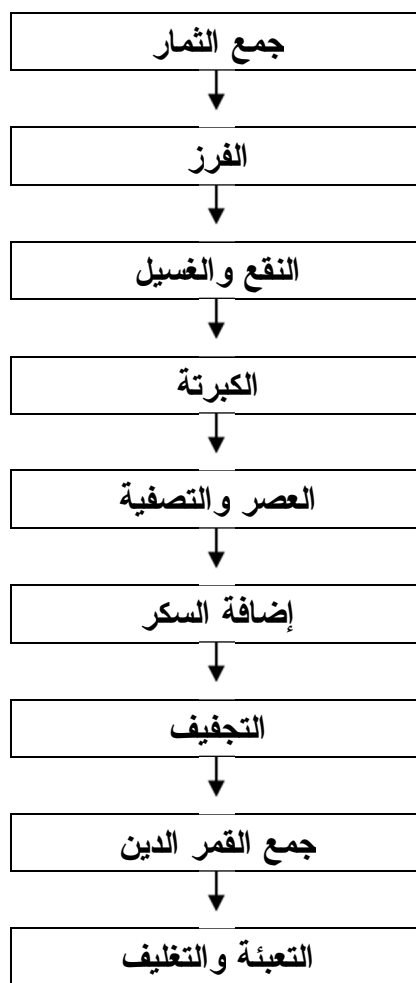 جمع الثمار
الفرز
النقع والغسيل
الكبرتة
العصر والتصفية
إضافة السكر
التجفيف
جمع القمر الدين
التعبئة والتغليف